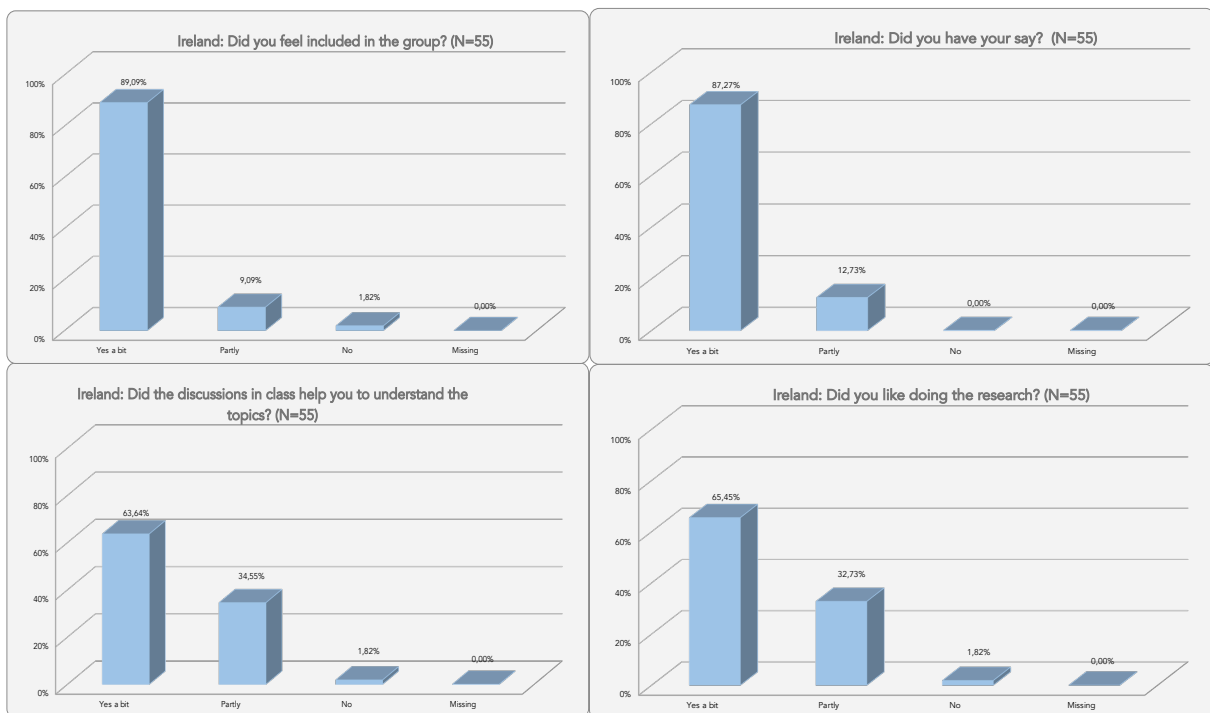 Ireland: Did you feel included in the group? (N=55)
100%
80%
60%
40%
20%
0%
89,09%
9,09%
1,82%
0,00%
Yes a bit
Partly
No
Missing
Ireland: Did you have your say? (N=55)
100%
80%
60%
40%
20%
0%
87,27%
12,73%
0,00%
0,00%
Yes a bit
Partly
No
Missing
Ireland: Did the discussions in class help you to understand the
topics? (N=55)
100%
80%
60%
40%
20%
0%
63,64%
34,55%
1,82%
0,00%
Yes a bit
Partly
No
Missing
Ireland: Did you like doing the research? (N=55)
100%
80%
60%
40%
20%
0%
65,45%
32,73%
1,82%
0,00%
Yes a bit
Partly
No
Missing